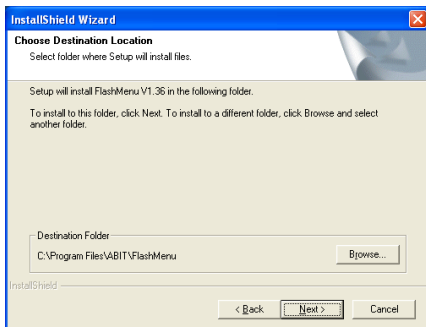 InstallShield Wizard
Choose Destination Location
Select folder where Setup will install files.
Setup will install FlashMenu V1.36 in the following folder.
To install to this folder, click Next. To install to a different folder, click Browse and select
another folder.
Destination Folder
C:\Program Files\ABIT\FlashMenu
Browse...
InstallShield
< Back
Next >
Cancel